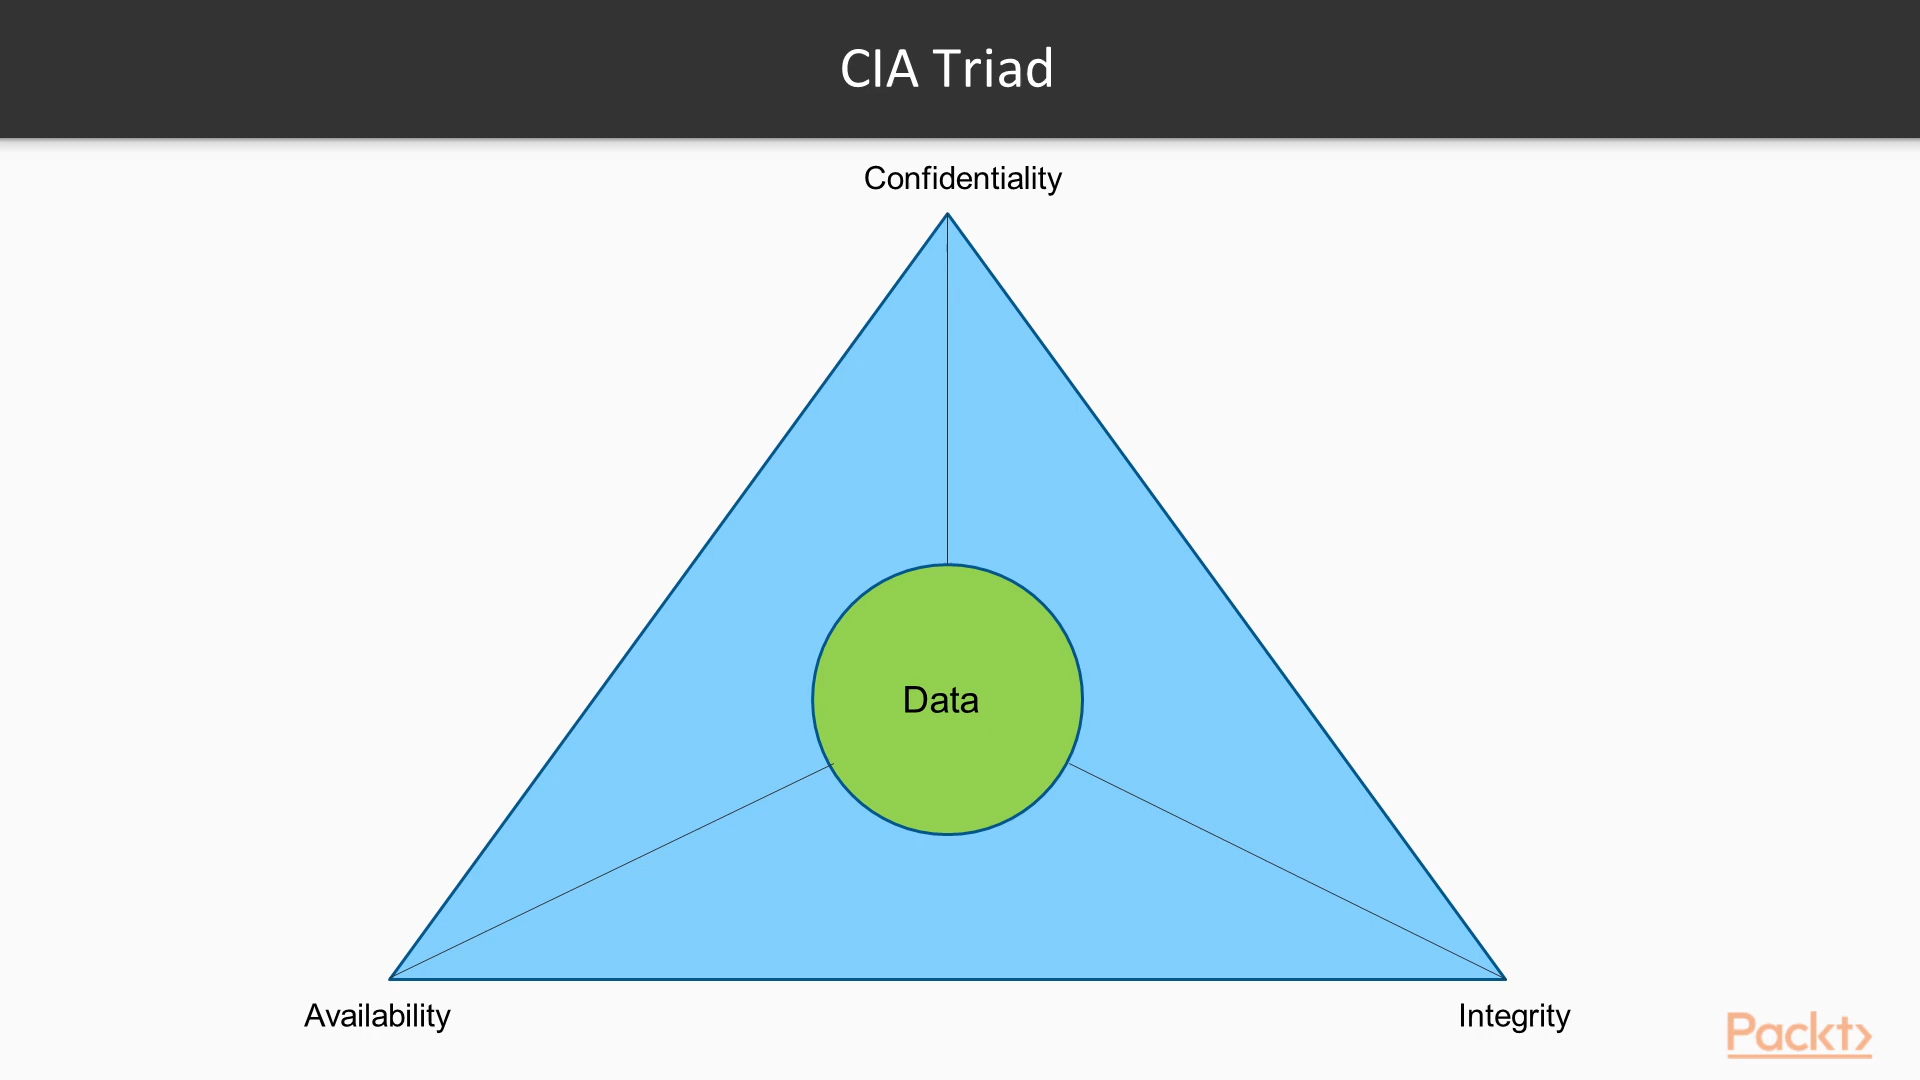 CIA Triad
Confidentiality
Data
Availability
Integrity
Packt>